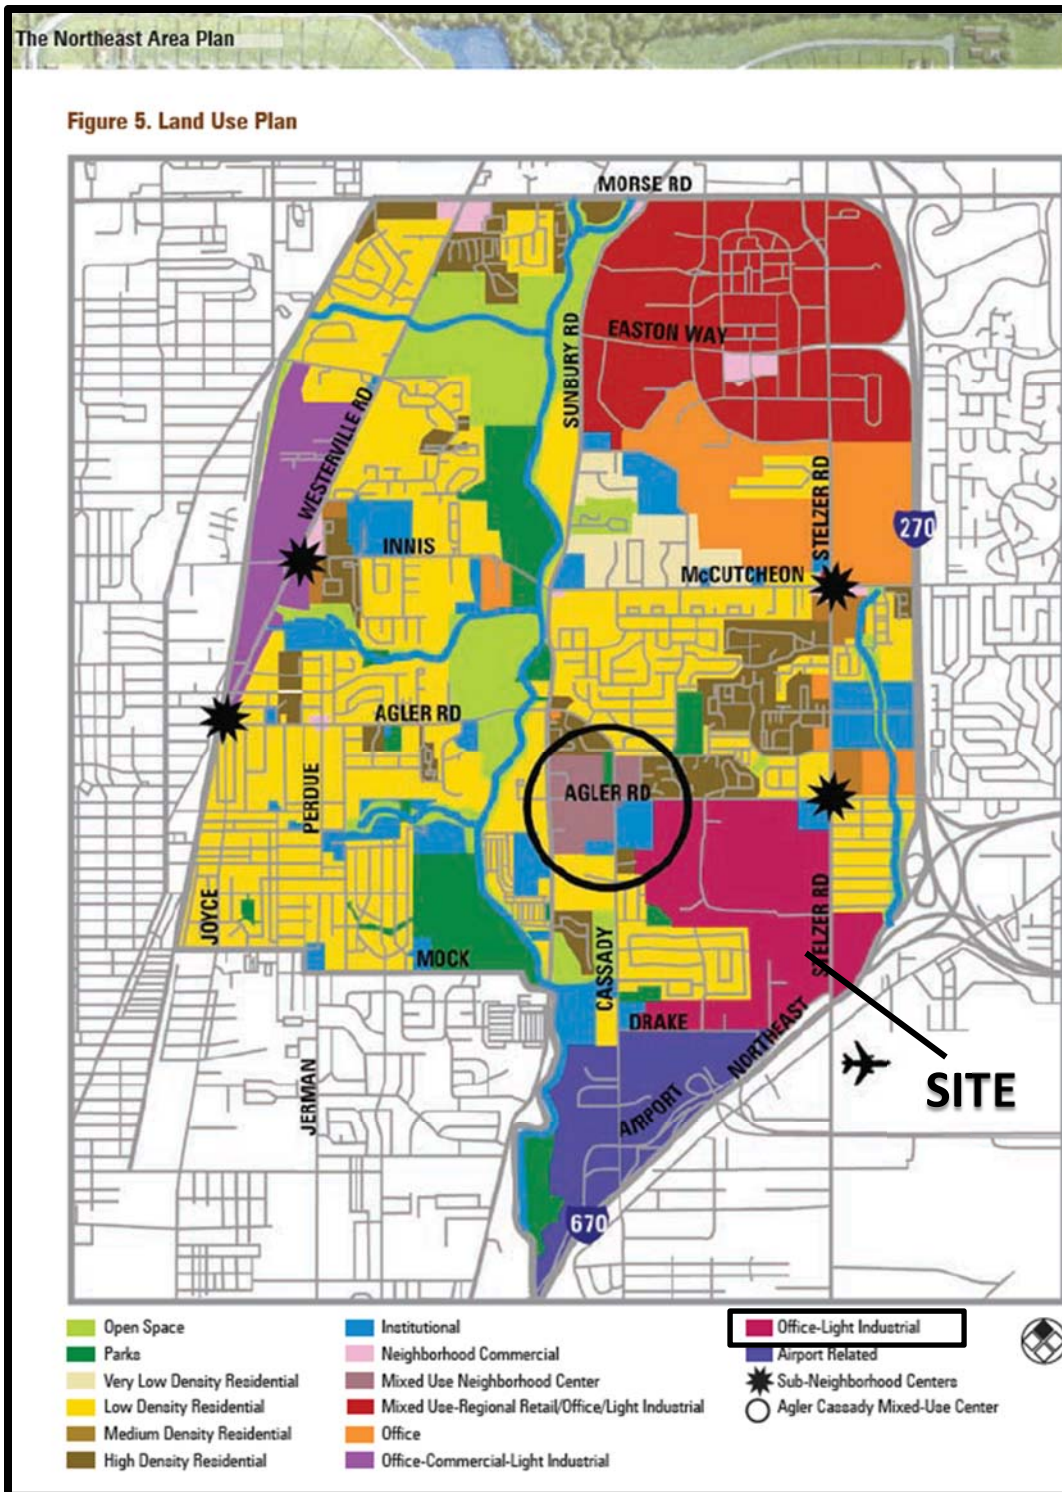 The Northeast Area Plan
Figure 5. Land Use Plan
MORSE RD
SUNBURY RD
EASTON WAY
WESTERVILLE RD
STELZER RD
270
INNIS
McCUTCHEON
AGLER RD
AGLER RD
PERDUE
JOYCE
STELZER RD
MOCK
CASSADY
DRAKE
NORTHEAST
AIRPORT
JERMAN
SITE
670
Open Space
Parks
Very Low Density Residential
Low Density Residential
Medium Density Residential
High Density Residential
Institutional
Neighborhood Commercial
Mixed Use Neighborhood Center
Mixed Use-Regional Retail/Office/Light Industrial
Office
Office-Commercial-Light Industrial
Office-Light Industrial
Airport Related
Sub-Neighborhood Centers
Agler Cassady Mixed-Use Center